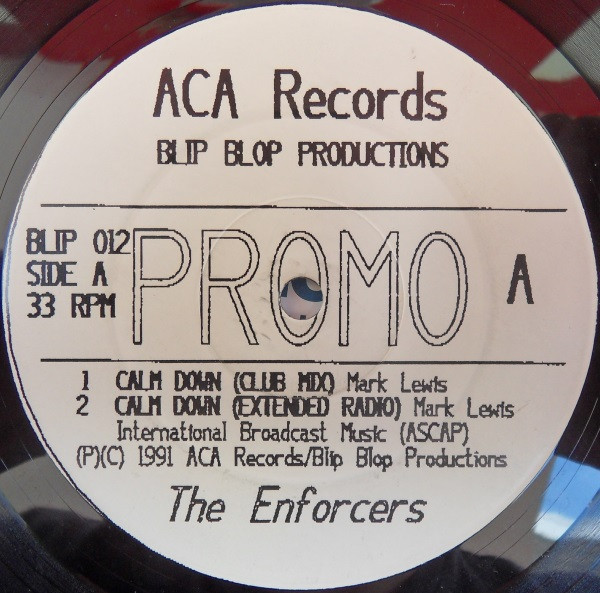 ACA Records
BLIP BLOP PRODUCTIONS
BLIP 012
SIDE A
33 RPM
PROMO
A
1 CALM DOWN (CLUB MIX) Mark Lewis
2 CALM DOWN (EXTENDED RADIO) Mark Lewis
International Broadcast Music (ASCAP)
(P)(C) 1991 ACA Records/Blip Blop Productions
The Enforcers